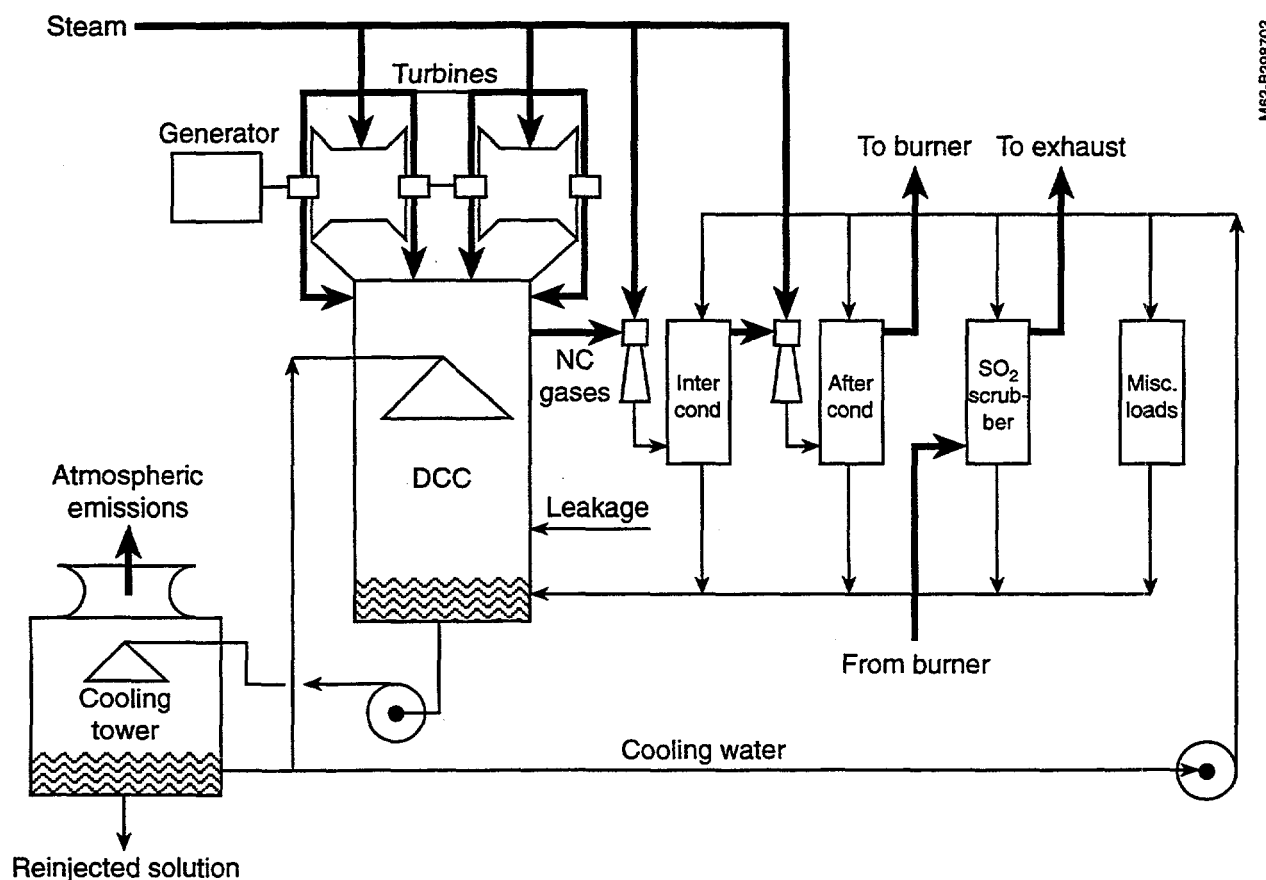 Steam
Turbines
Generator
To burner
To exhaust
NC
gases
Inter
cond
After
cond
SO₂
scrub-
ber
Misc.
loads
Atmospheric
emissions
DCC
Leakage
From burner
Cooling
tower
Cooling water
Reinjected solution